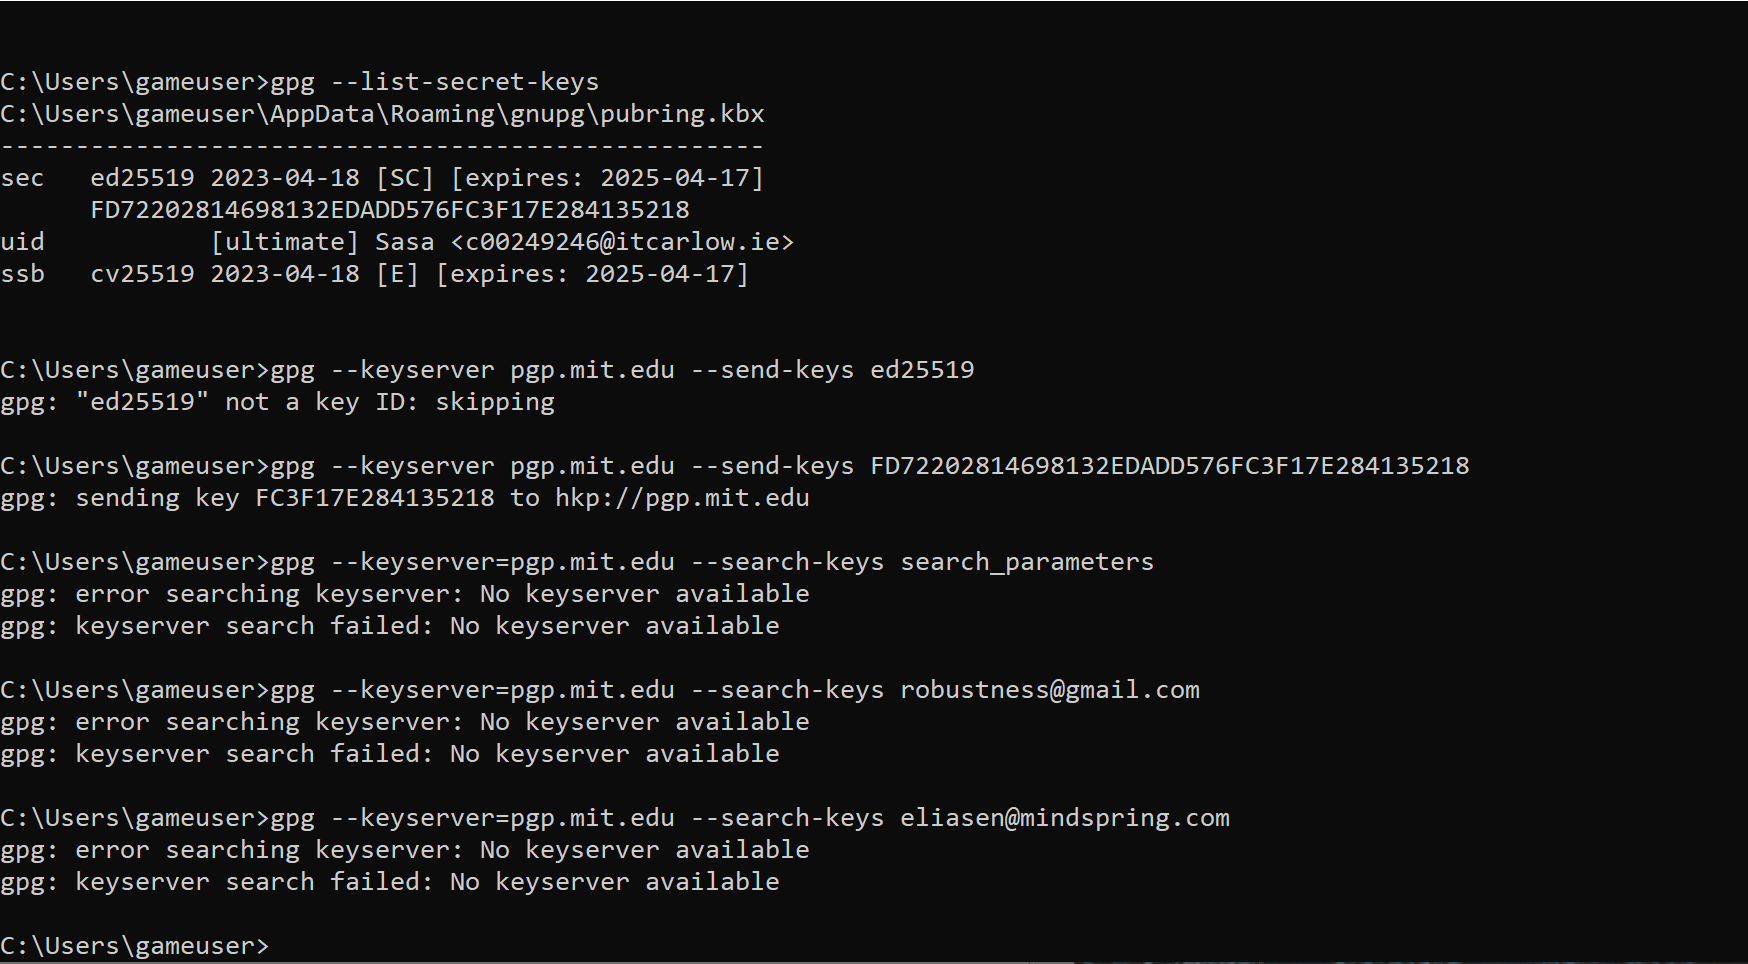 C:\Users\gameuser>gpg --list-secret-keys
C:\Users\gameuser\AppData\Roaming\gnupg\pubring.kbx
---------------------------------------------------
sec   ed25519 2023-04-18 [SC] [expires: 2025-04-17]
      FD72202814698132EDADD576FC3F17E284135218
uid           [ultimate] Sasa <c00249246@itcarlow.ie>
ssb   cv25519 2023-04-18 [E] [expires: 2025-04-17]
C:\Users\gameuser>gpg --keyserver pgp.mit.edu --send-keys ed25519
gpg: "ed25519" not a key ID: skipping
C:\Users\gameuser>gpg --keyserver pgp.mit.edu --send-keys FD72202814698132EDADD576FC3F17E284135218
gpg: sending key FC3F17E284135218 to hkp://pgp.mit.edu
C:\Users\gameuser>gpg --keyserver=pgp.mit.edu --search-keys search_parameters
gpg: error searching keyserver: No keyserver available
gpg: keyserver search failed: No keyserver available
C:\Users\gameuser>gpg --keyserver=pgp.mit.edu --search-keys robustness@gmail.com
gpg: error searching keyserver: No keyserver available
gpg: keyserver search failed: No keyserver available
C:\Users\gameuser>gpg --keyserver=pgp.mit.edu --search-keys eliasen@mindspring.com
gpg: error searching keyserver: No keyserver available
gpg: keyserver search failed: No keyserver available
C:\Users\gameuser>